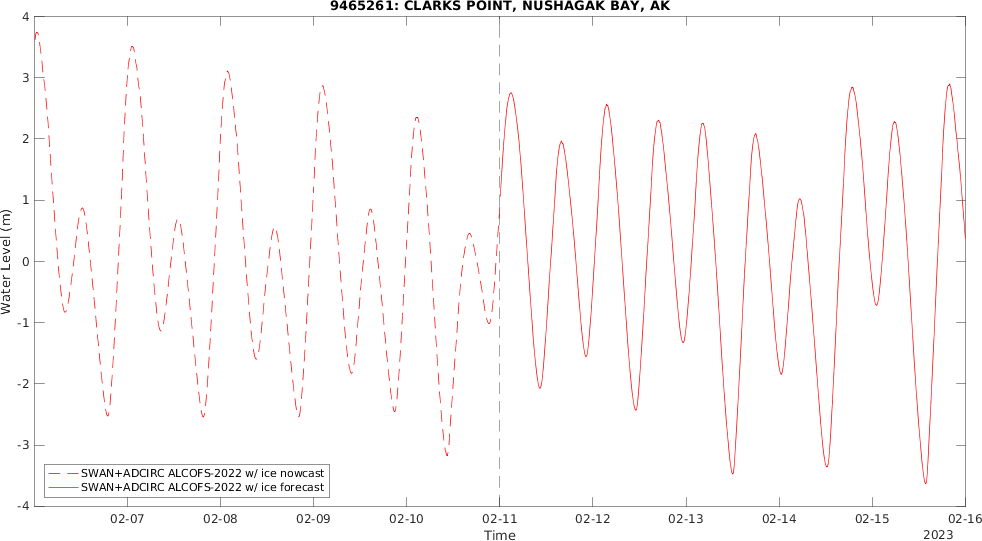 9465261: CLARKS POINT, NUSHAGAK BAY, AK
4
3
2
1
0
-1
-2
-3
-4
Water Level (m)
SWAN+ADCIRC ALCOFS-2022 w/ ice nowcast
SWAN+ADCIRC ALCOFS-2022 w/ ice forecast
02-07 02-08 02-09 02-10 02-11 02-12 02-13 02-14 02-15 02-16
Time
2023